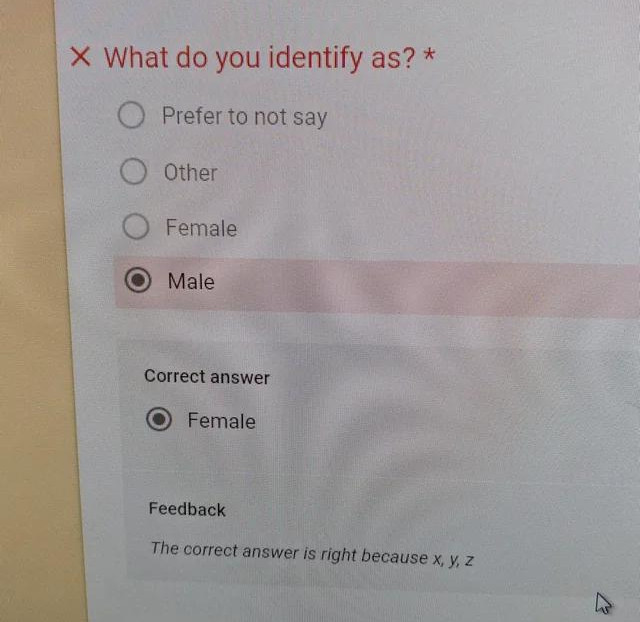 What do you identify as? *
Prefer to not say
Other
Female
Male
Correct answer
Female
Feedback
The correct answer is right because x, y, z